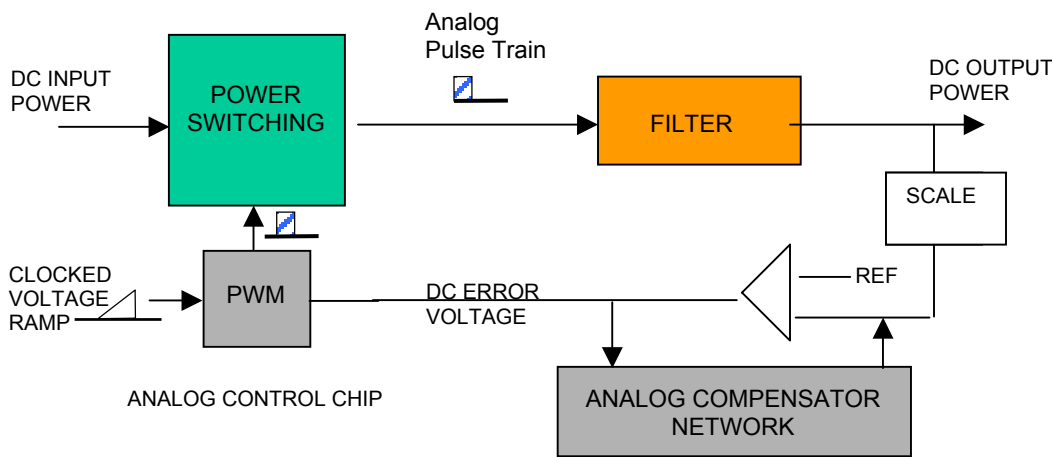 Analog
Pulse Train
DC INPUT
POWER
POWER
SWITCHING
FILTER
DC OUTPUT
POWER
SCALE
CLOCKED
VOLTAGE
RAMP
PWM
DC ERROR
VOLTAGE
REF
ANALOG CONTROL CHIP
ANALOG COMPENSATOR
NETWORK